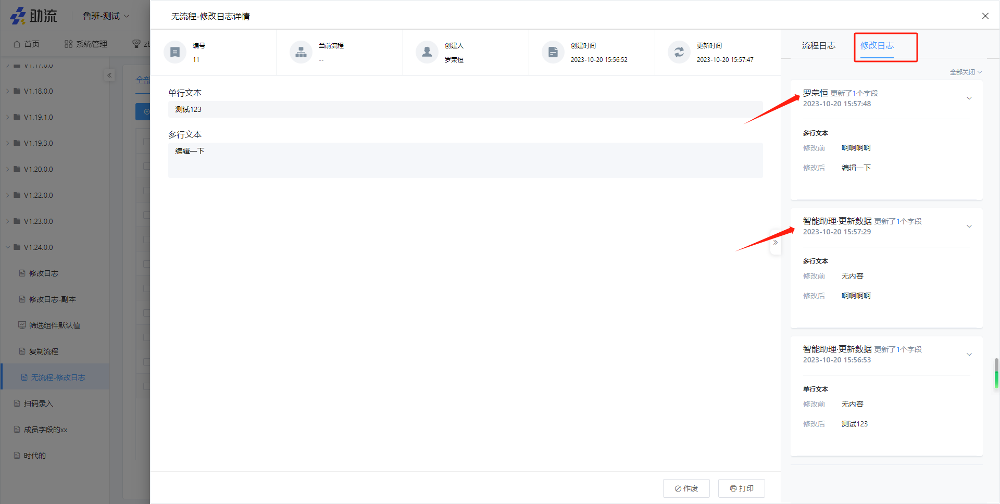 助流
鲁班-测试
首页
系统管理
zb
V1.17.0.0
V1.18.0.0
V1.19.1.0
V1.19.3.0
V1.20.0.0
V1.22.0.0
V1.23.0.0
V1.24.0.0
修改日志
修改日志-副本
筛选组件默认值
复制流程
无流程-修改日志
扫码录入
成员字段的xx
时代的
全部
无流程-修改日志详情
编号
11
当前流程
--
创建人
罗荣恒
创建时间
2023-10-20 15:56:52
更新时间
2023-10-20 15:57:47
单行文本
测试123
多行文本
编辑一下
作废
打印
流程日志
修改日志
全部关闭
罗荣恒 更新了1个字段
2023-10-20 15:57:48
多行文本
修改前 啊啊啊啊
修改后 编辑一下
智能助理·更新数据 更新了1个字段
2023-10-20 15:57:29
多行文本
修改前 无内容
修改后 啊啊啊啊
智能助理·更新数据 更新了1个字段
2023-10-20 15:56:53
单行文本
修改前 无内容
修改后 测试123